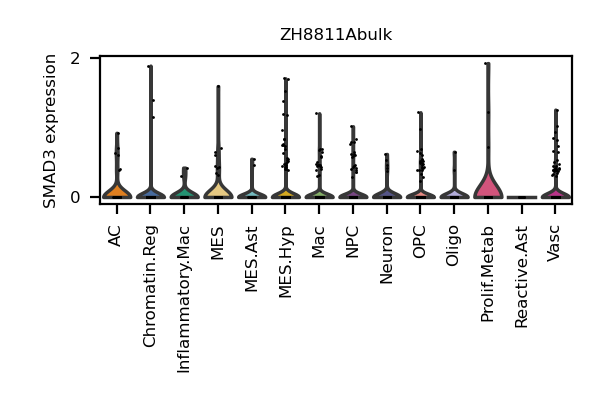 ZH8811Abulk
SMAD3 expression
2
0
AC
Chromatin.Reg
Inflammatory.Mac
MES
MES.Ast
MES.Hyp
Mac
NPC
Neuron
OPC
Oligo
Prolif.Metab
Reactive.Ast
Vasc